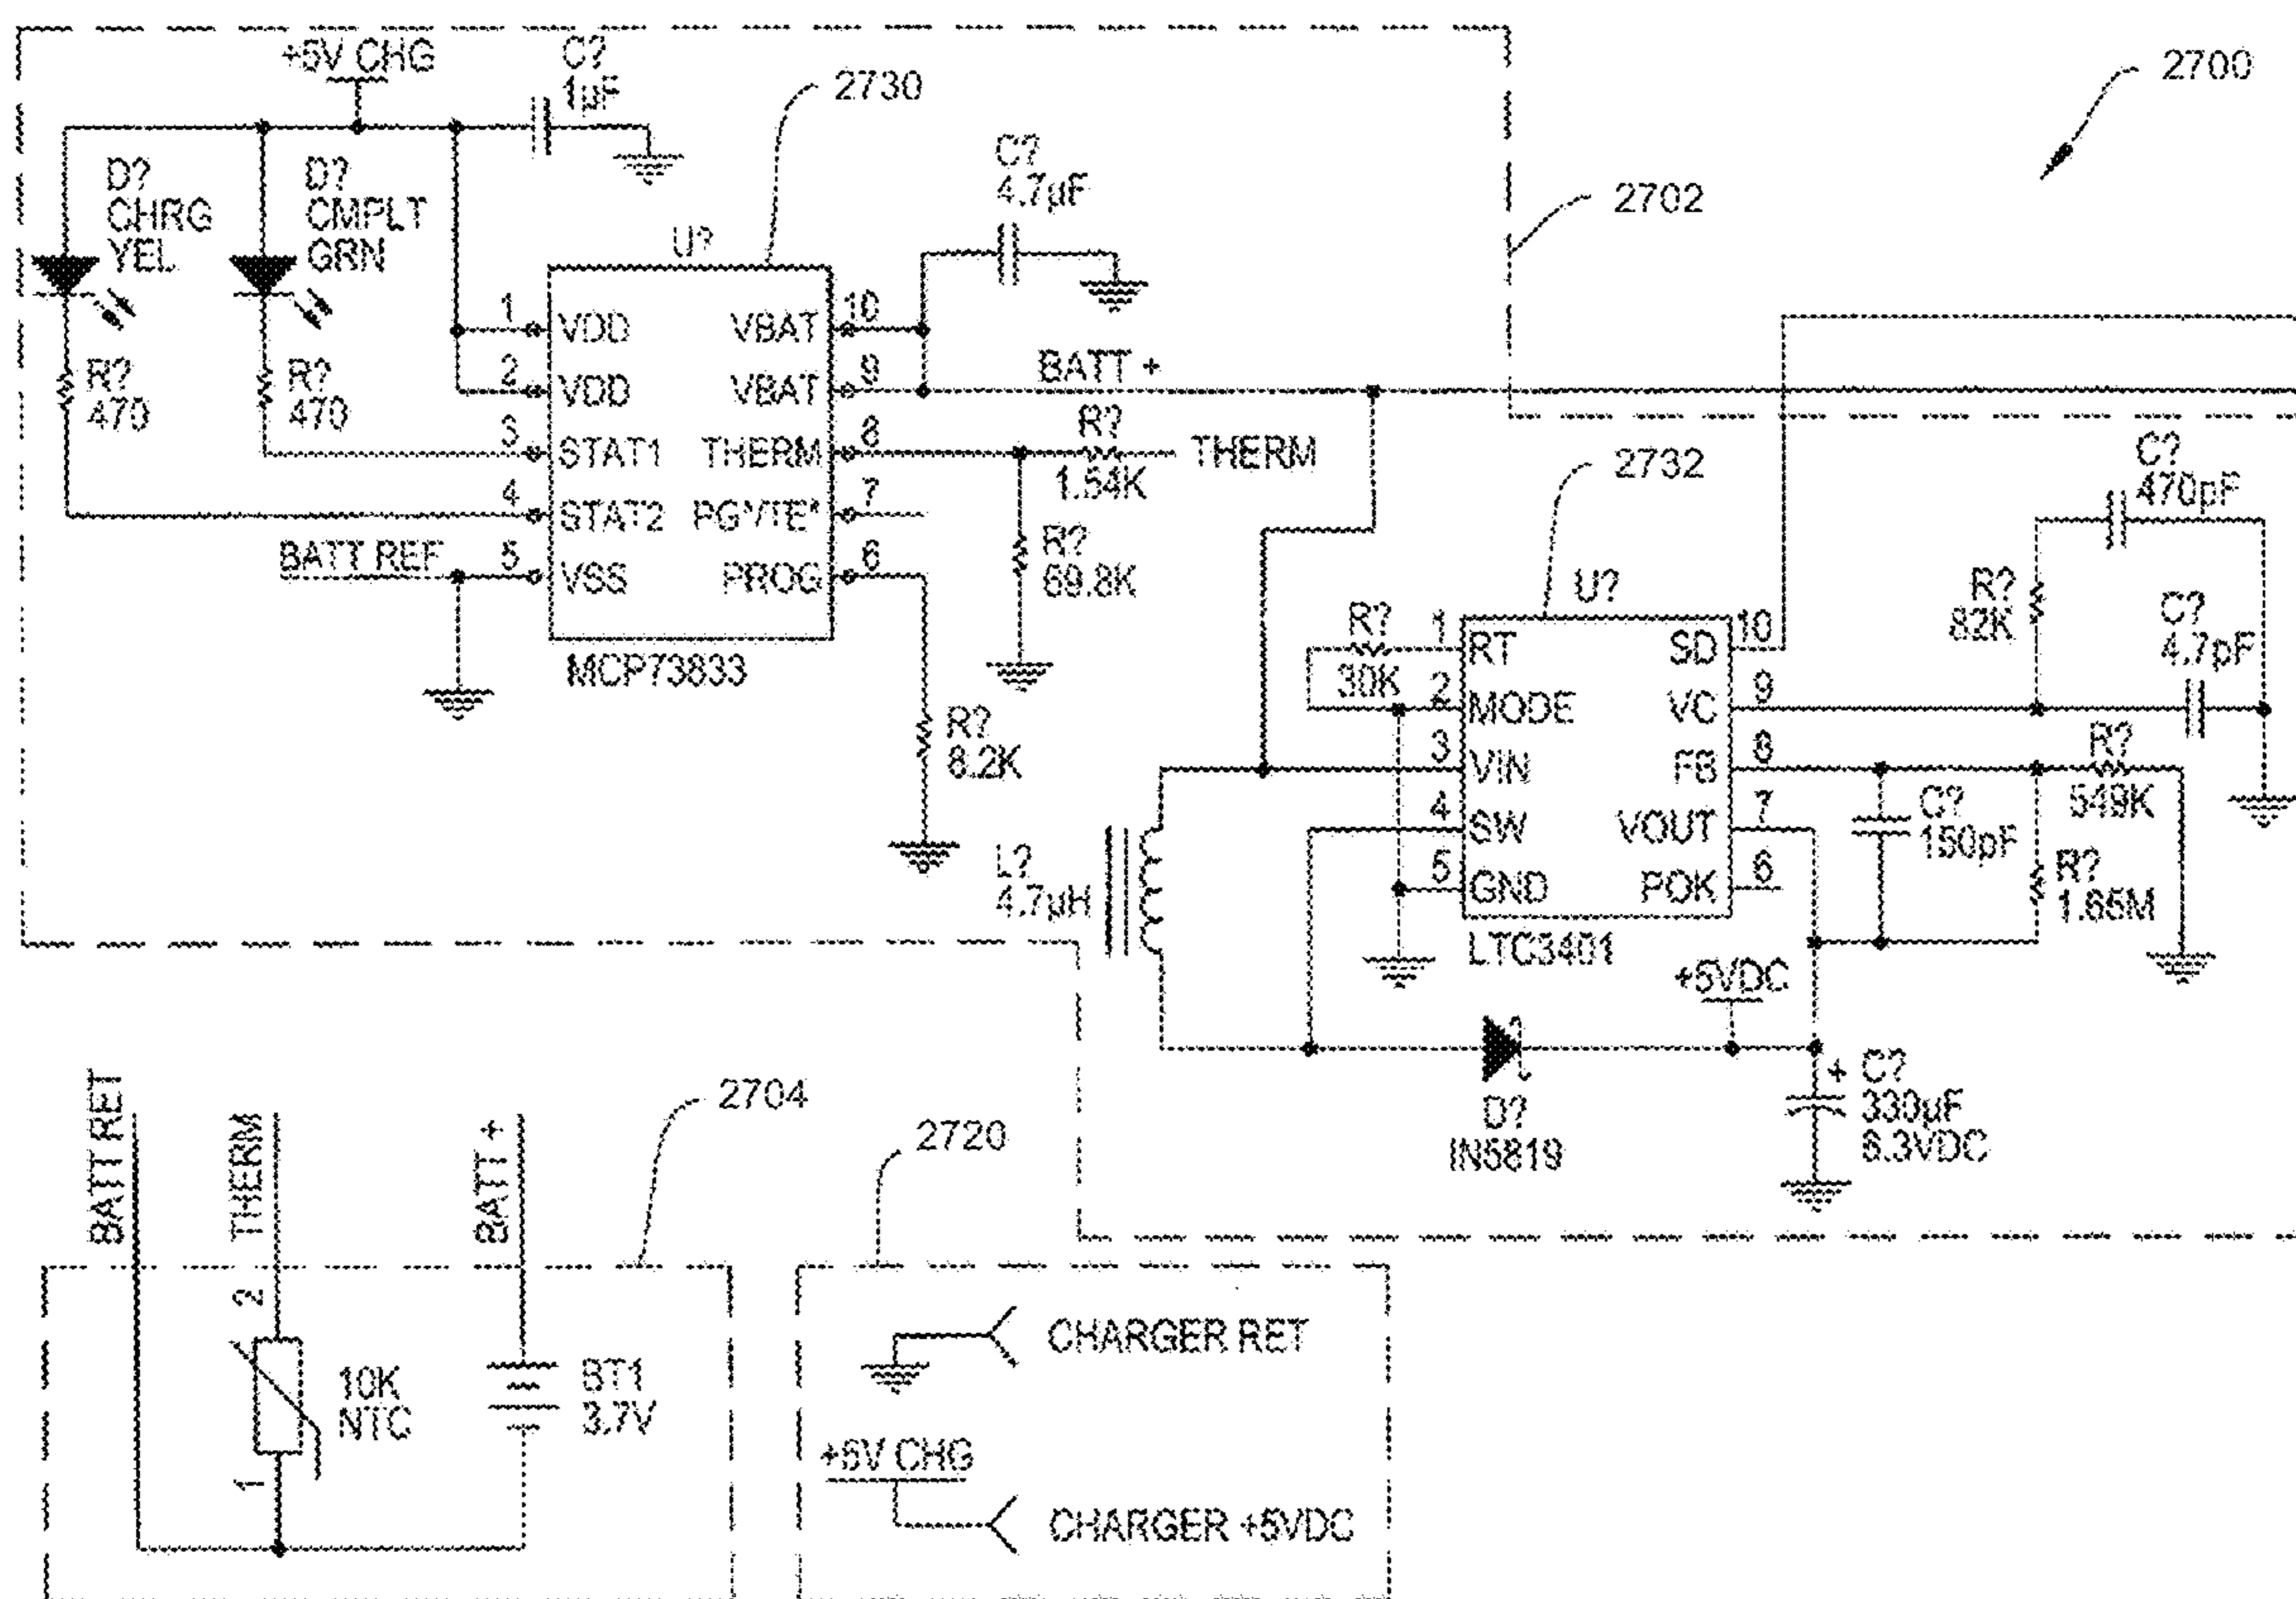 +5V CHG
C?
1µF
2730
2700
D?
CHRG
YEL
D?
CMPLT
GRN
C?
4.7µF
2702
U?
1
VDD
VBAT
10
2
VDD
VBAT
9
BATT +
R?
470
R?
470
3
STAT1
THERM
8
R?
1.54K
THERM
4
STAT2
7
BATT REF
5
VSS
PROG
6
R?
69.8K
MCP73833
R?
8.2K
2732
C?
470pF
U?
R?
82K
C?
4.7pF
R?
30K
1
RT
SD
10
2
MODE
VC
9
3
VIN
FB
8
R?
549K
4
SW
VOUT
7
C?
150pF
5
GND
POK
6
R?
1.65M
L?
4.7µH
LTC3401
+5VDC
D?
IN5819
+ C?
330µF
6.3VDC
BATT RET
THERM
BATT +
2704
2720
2
10K
NTC
1
BT1
3.7V
CHARGER RET
+5V CHG
CHARGER +5VDC